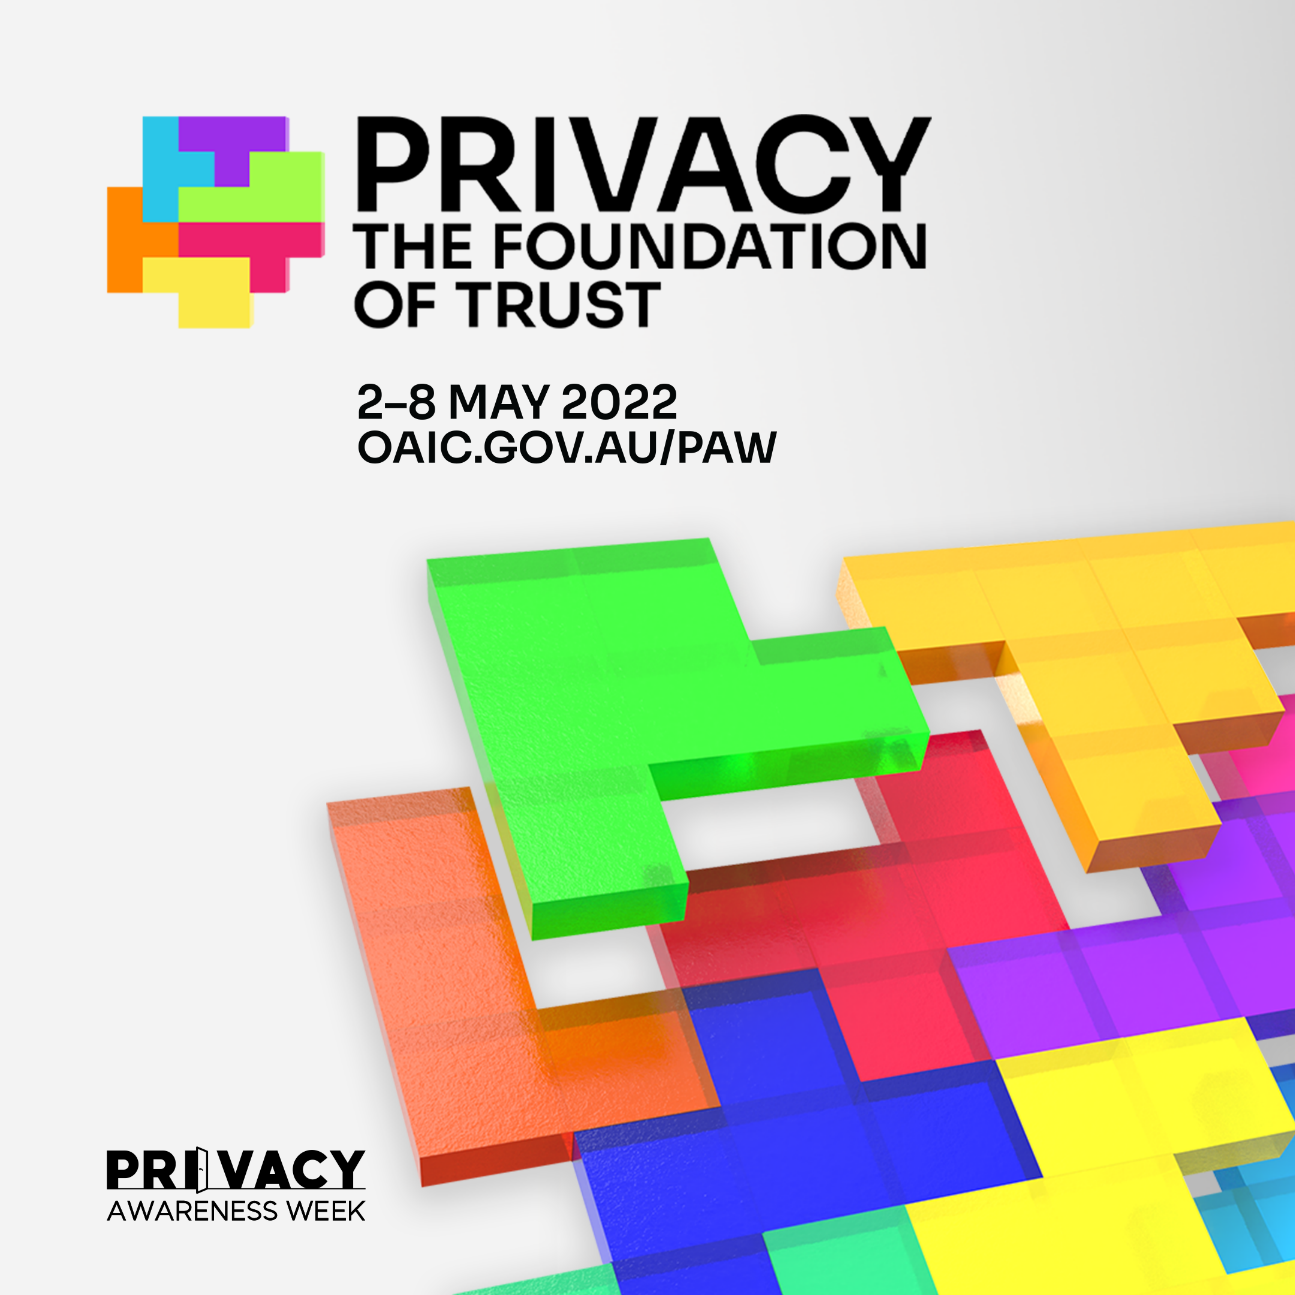 PRIVACY
THE FOUNDATION
OF TRUST
2–8 MAY 2022
OAIC.GOV.AU/PAW
PRIVACY
AWARENESS WEEK